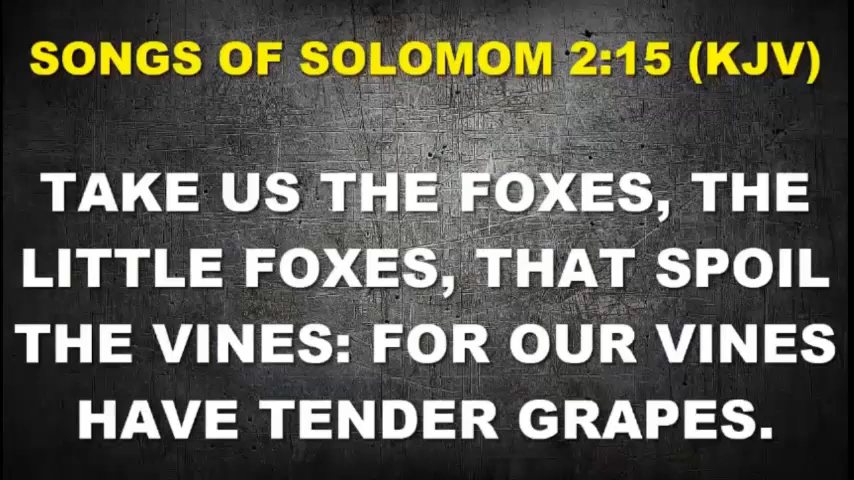 SONGS OF SOLOMOM 2:15 (KJV)
TAKE US THE FOXES, THE
LITTLE FOXES, THAT SPOIL
THE VINES: FOR OUR VINES
HAVE TENDER GRAPES.